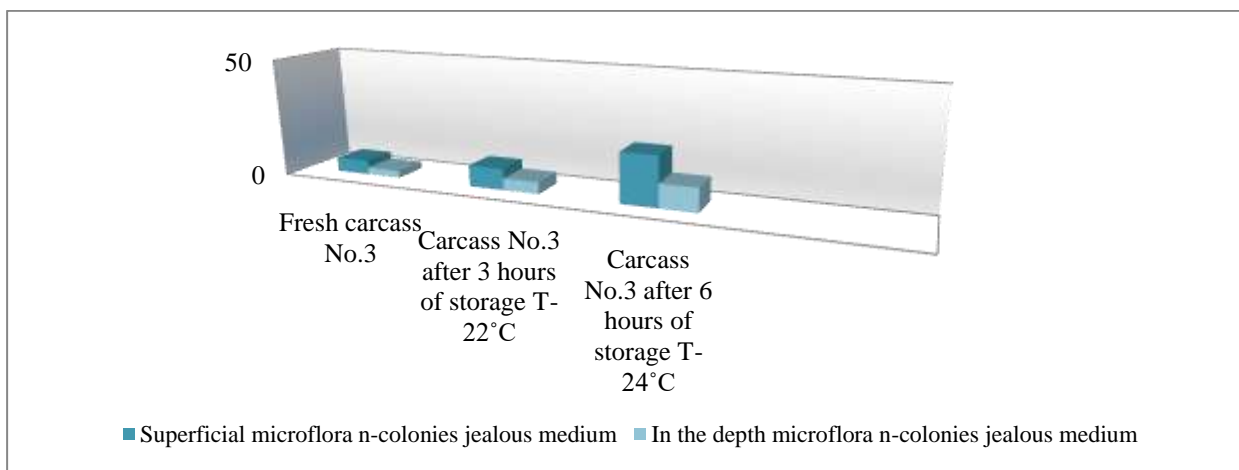 50
0
Fresh carcass
No.3
Carcass No.3
after 3 hours
of storage T-
22˚C
Carcass
No.3 after 6
hours of
storage T-
24˚C
Superficial microflora n-colonies jealous medium
In the depth microflora n-colonies jealous medium